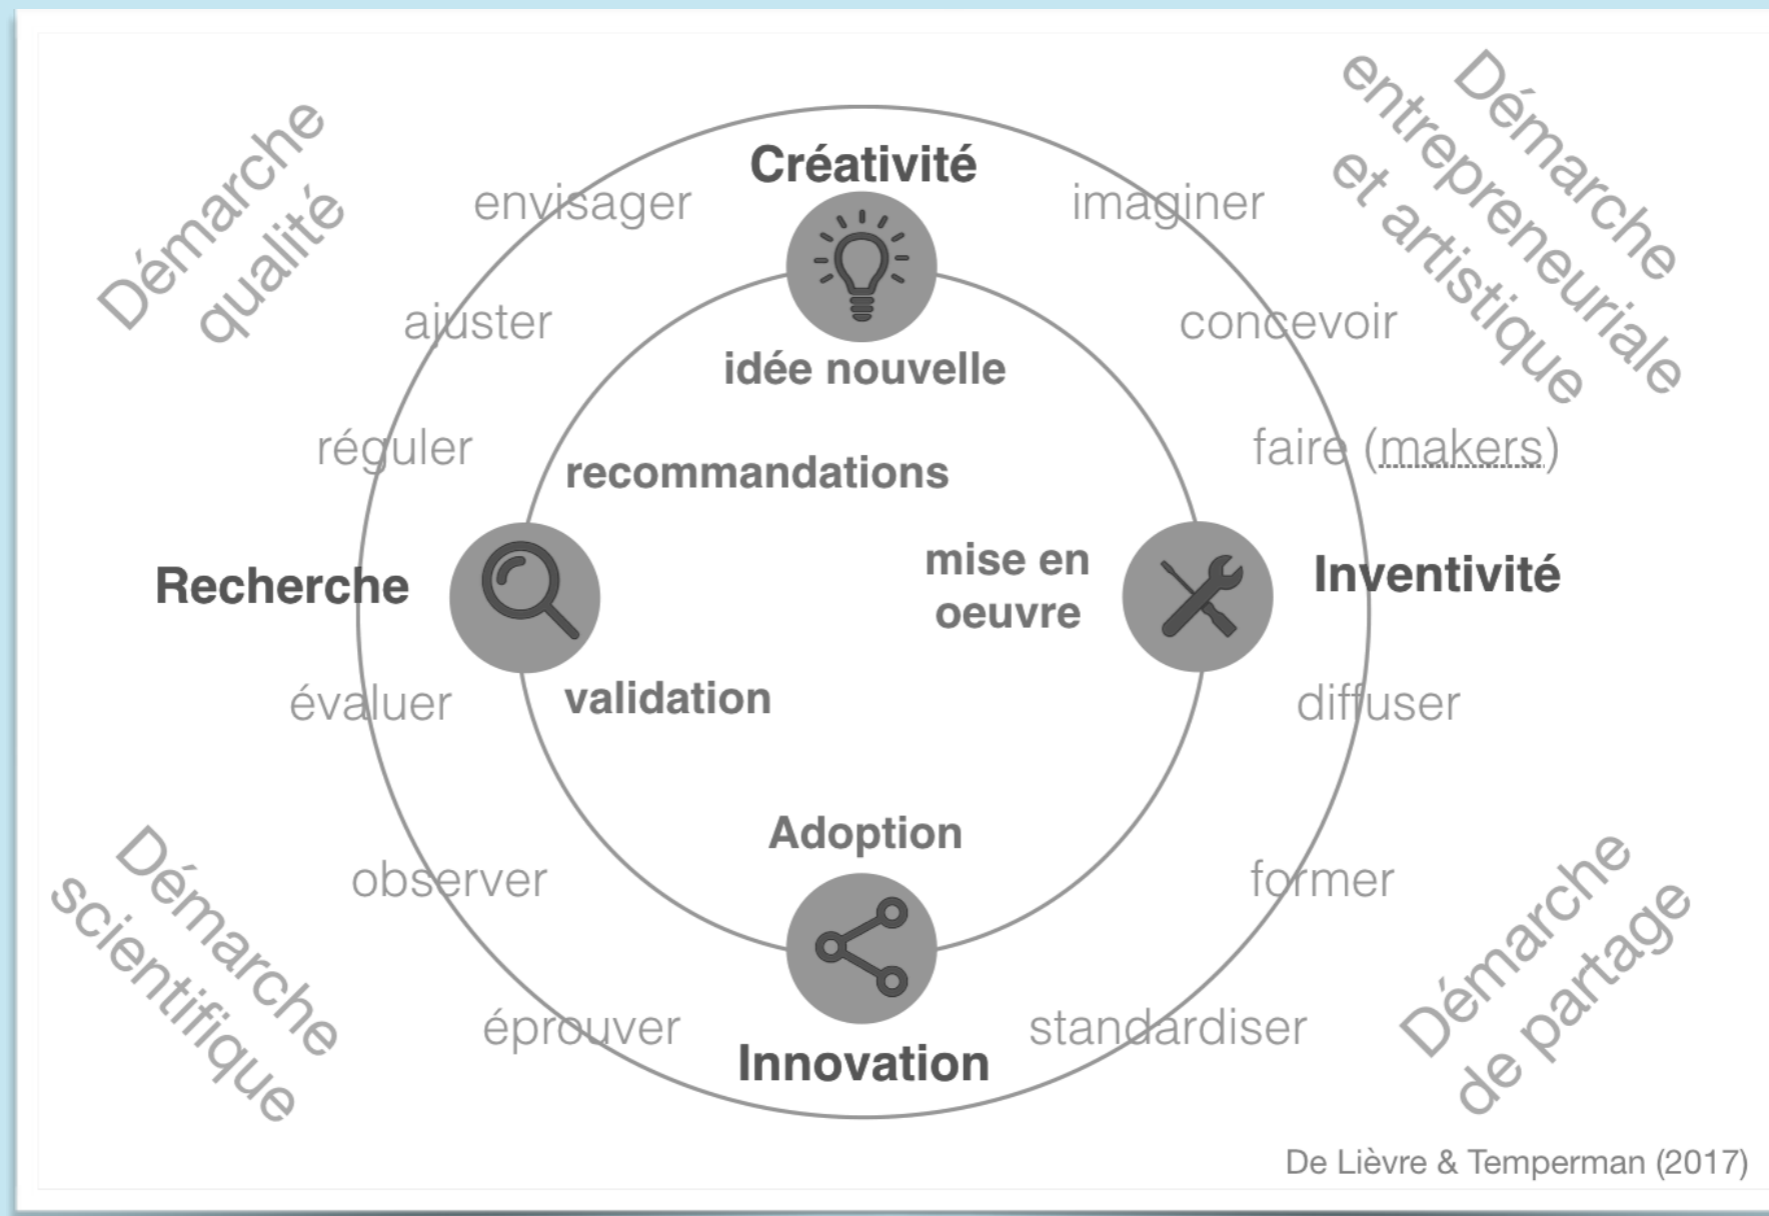 Démarche
qualité
Démarche
entrepreneuriale
et artistique
Créativité
envisager
imaginer
ajuster
concevoir
idée nouvelle
réguler
recommandations
faire (makers)
Recherche
mise en
oeuvre
Inventivité
évaluer
validation
diffuser
Adoption
observer
former
Démarche
scientifique
Démarche
de partage
éprouver
standardiser
Innovation
De Lièvre & Temperman (2017)